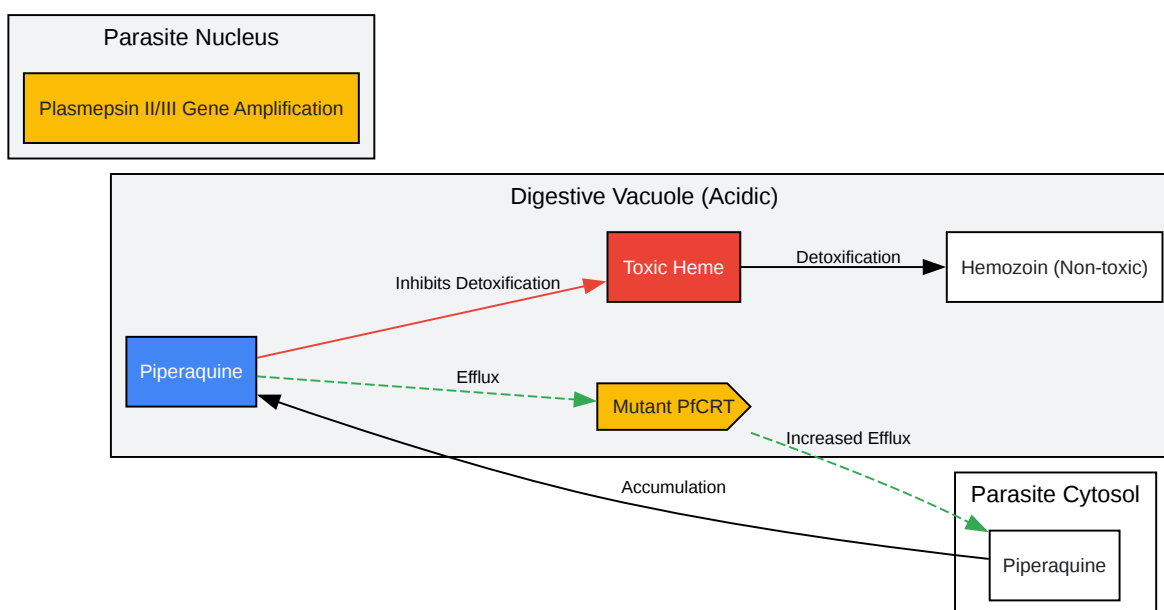 Parasite Nucleus
Plasmepsin II/III Gene Amplification
Digestive Vacuole (Acidic)
Toxic Heme
Detoxification
Hemozoin (Non-toxic)
Inhibits Detoxification
Piperaquine
Efflux
Mutant PfCRT
Increased Efflux
Accumulation
Parasite Cytosol
Piperaquine